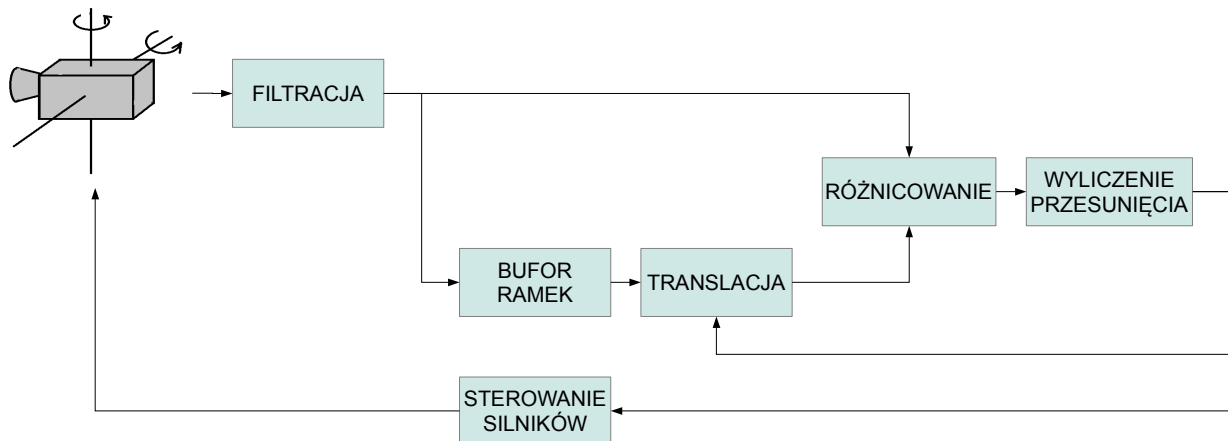 FILTRACJA
RÓŻNICOWANIE
WYLICZENIE
PRZESUNIĘCIA
BUFOR
RAMEK
TRANSLACJA
STEROWANIE
SILNIKÓW